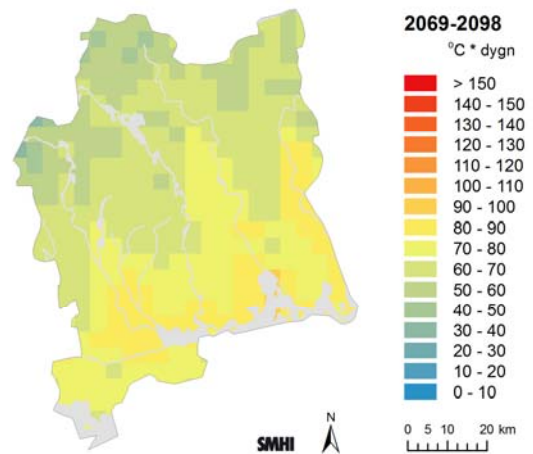 2069-2098
°C * dygn
> 150
140 - 150
130 - 140
120 - 130
110 - 120
100 - 110
90 - 100
80 - 90
70 - 80
60 - 70
50 - 60
40 - 50
30 - 40
20 - 30
10 - 20
0 - 10
SMHI
N
0 5 10 20 km